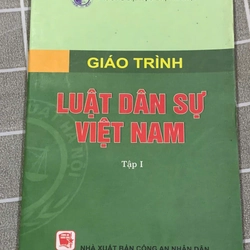 GIÁO TRÌNH
LUẬT DÂN SỰ
VIỆT NAM
Tập I
NHÀ XUẤT BẢN CÔNG AN NHÂN DÂN